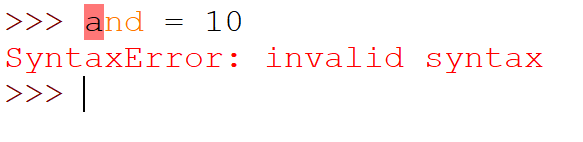 >>> and = 10
SyntaxError: invalid syntax
>>>